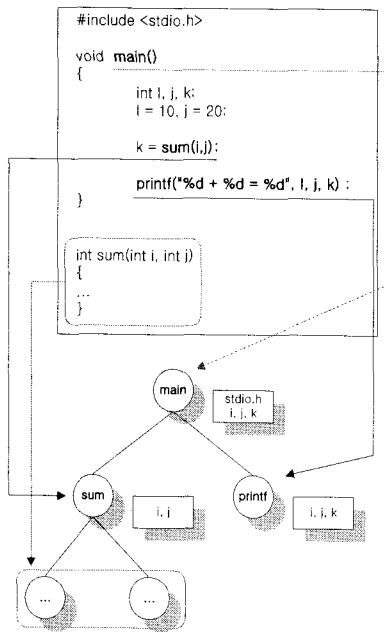 #include <stdio.h>
void main()
{
int I, j, k;
I = 10, j = 20;
k = sum(i,j);
printf("%d + %d = %d", I, j, k) ;
}
int sum(int i, int j)
{
...
}
main
stdio.h
i, j, k
sum
i, j
printf
i, j, k
...
...